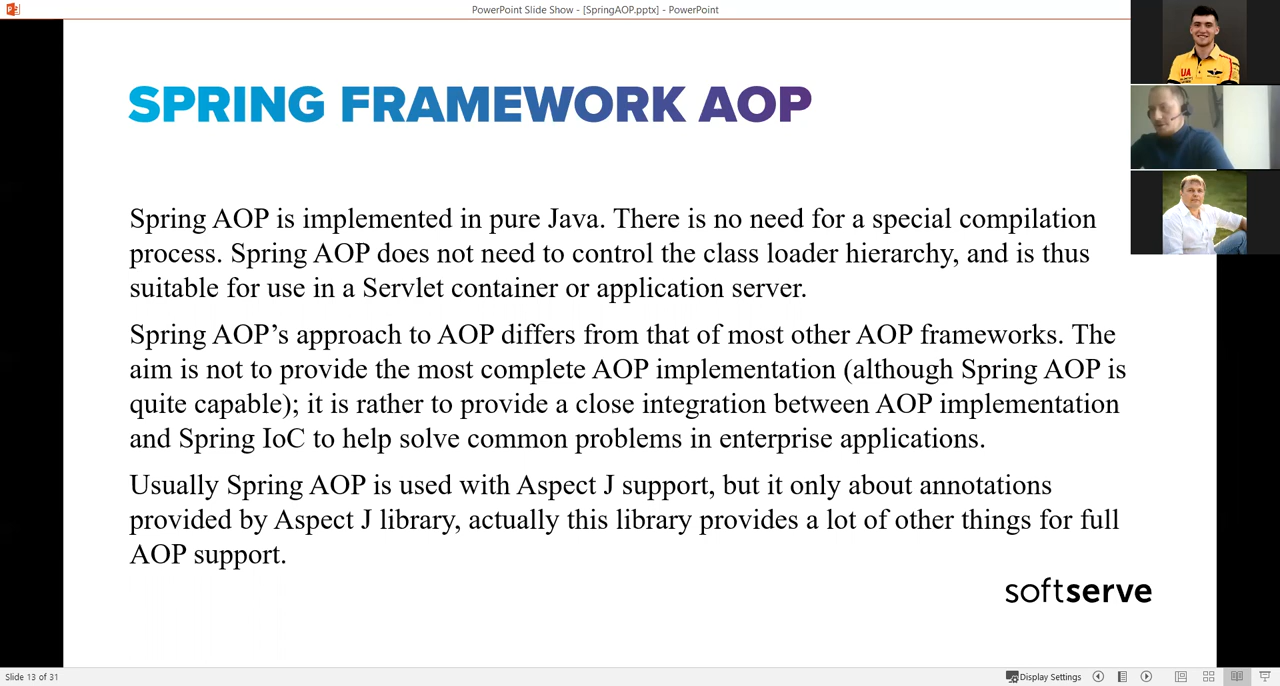 PowerPoint Slide Show - [SpringAOP.pptx] - PowerPoint
SPRING FRAMEWORK AOP
Spring AOP is implemented in pure Java. There is no need for a special compilation
process. Spring AOP does not need to control the class loader hierarchy, and is thus
suitable for use in a Servlet container or application server.
Spring AOP’s approach to AOP differs from that of most other AOP frameworks. The
aim is not to provide the most complete AOP implementation (although Spring AOP is
quite capable); it is rather to provide a close integration between AOP implementation
and Spring IoC to help solve common problems in enterprise applications.
Usually Spring AOP is used with Aspect J support, but it only about annotations
provided by Aspect J library, actually this library provides a lot of other things for full
AOP support.
softserve
UA
Slide 13 of 31
Display Settings